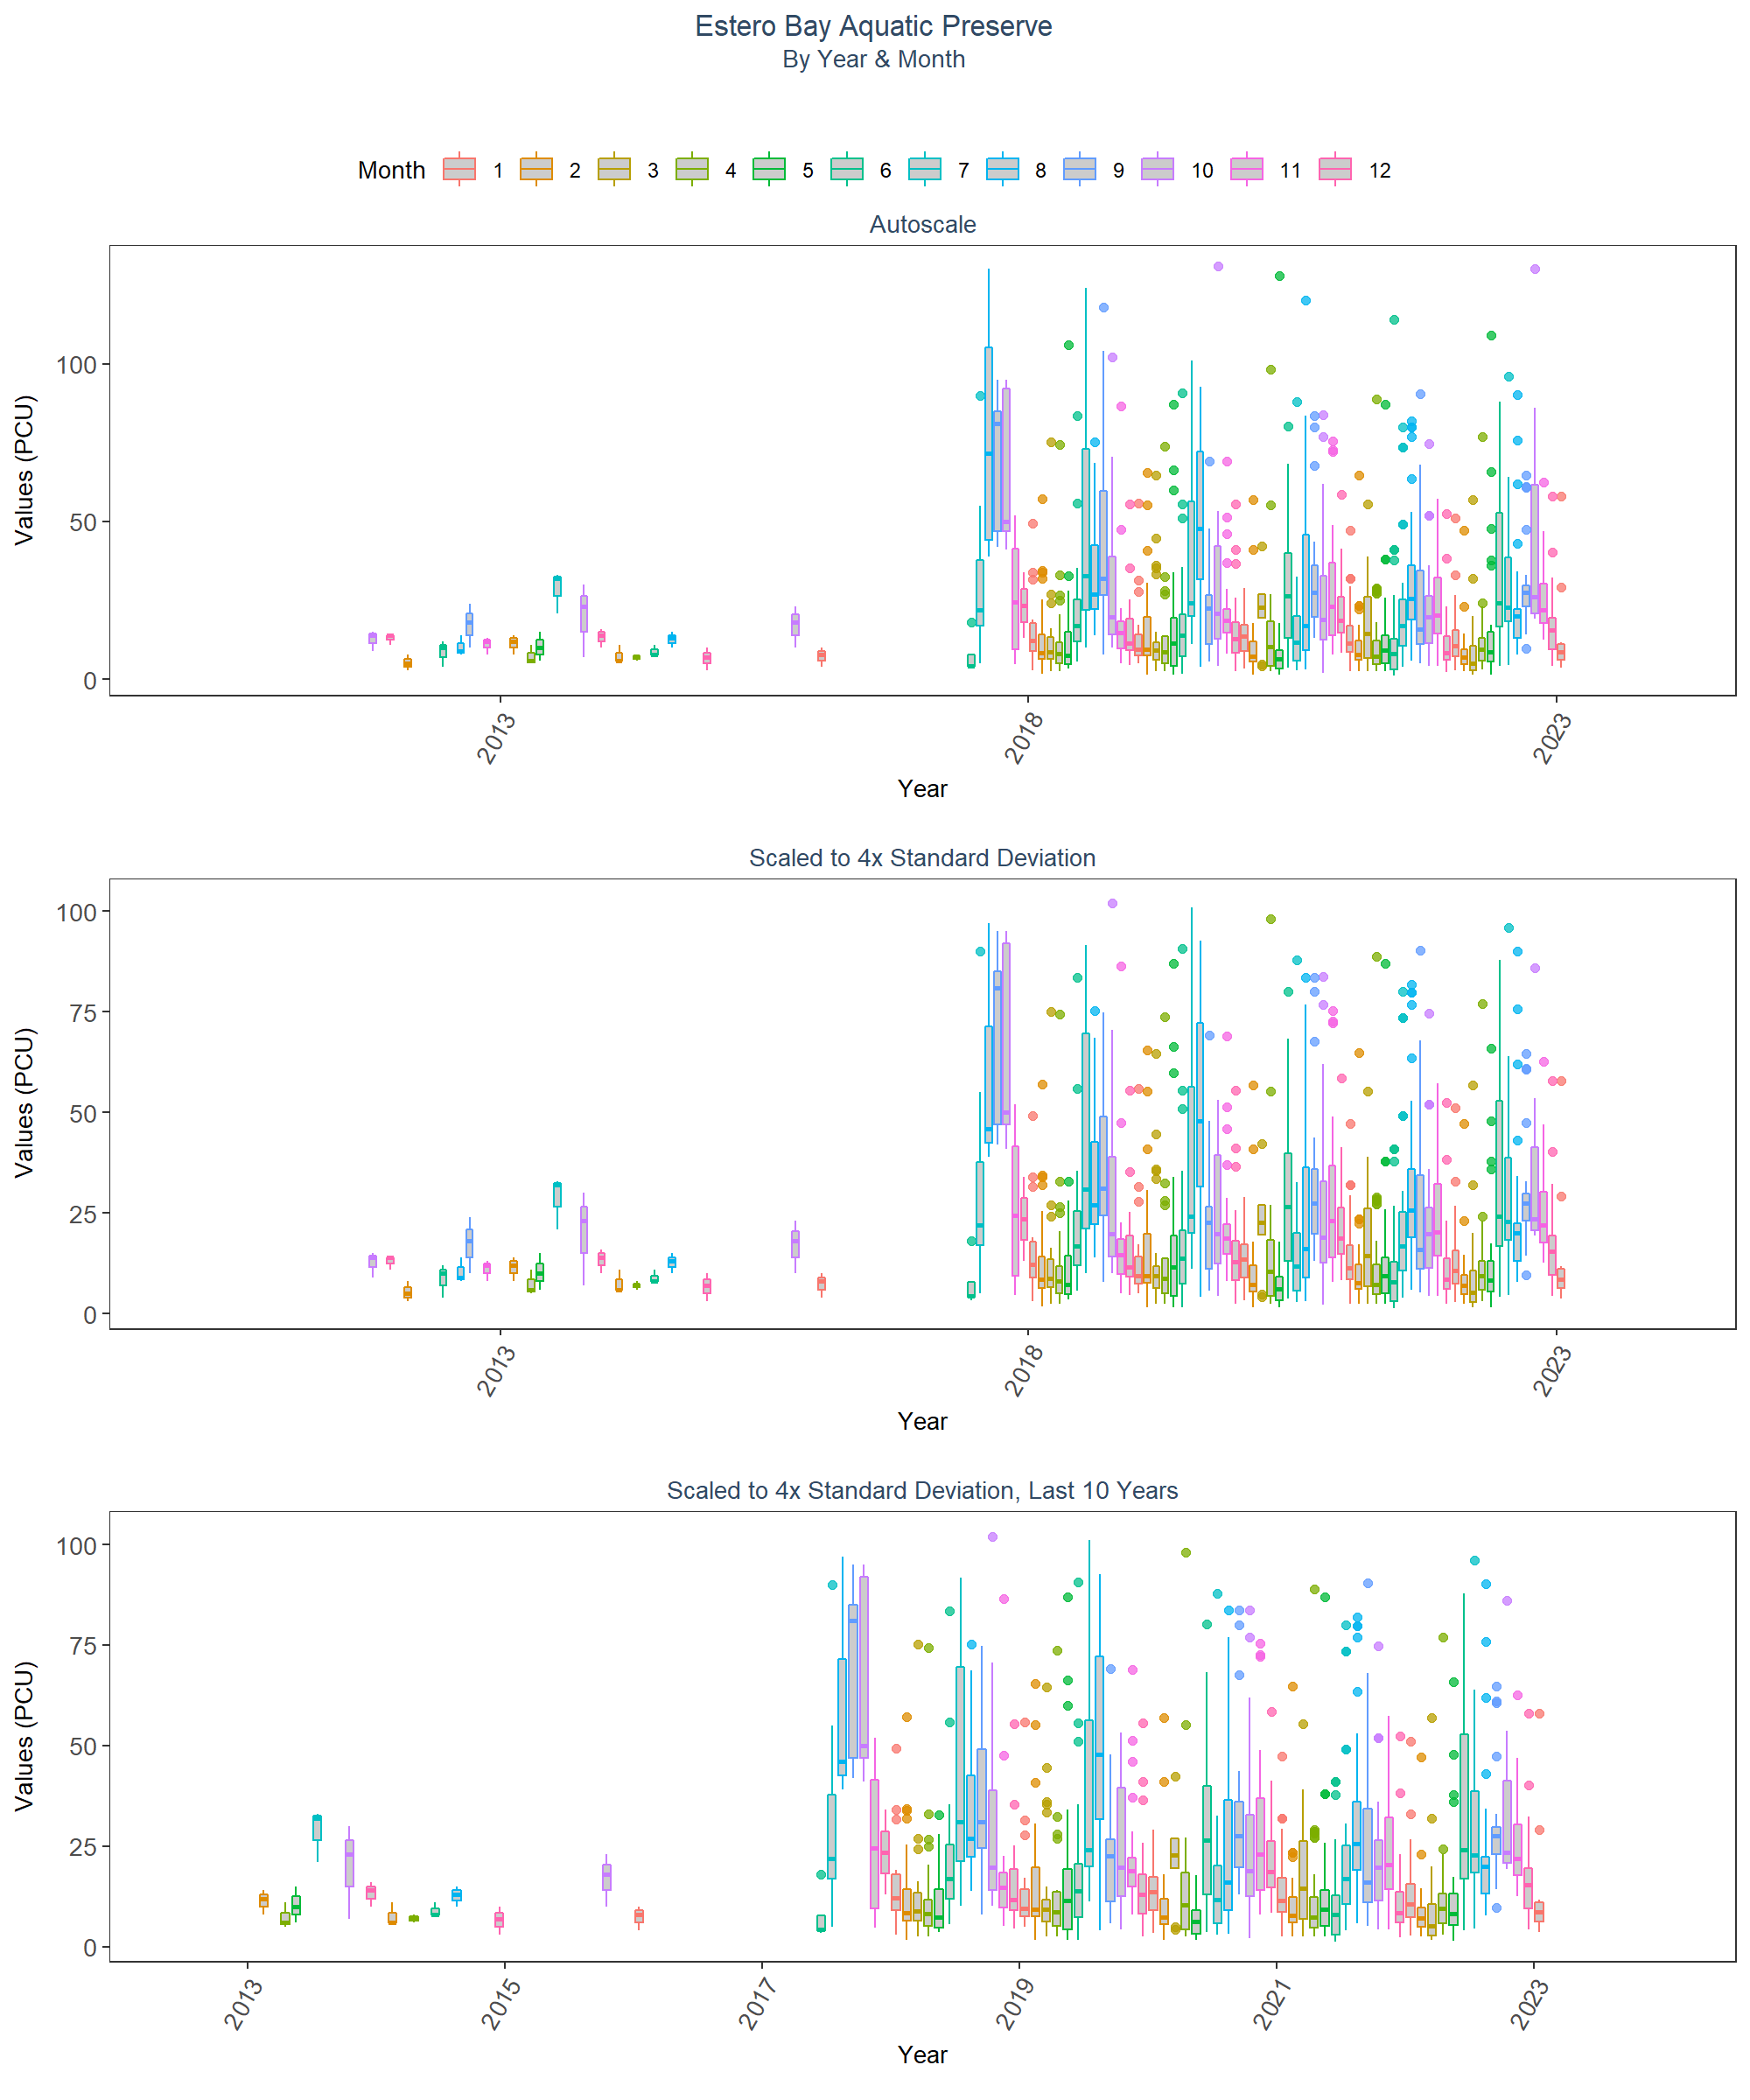 Estero Bay Aquatic Preserve
By Year & Month
Month 1 2 3 4 5 6 7 8 9 10 11 12
Autoscale
Values (PCU)
100
50
0
2013 2018 2023
Year
Scaled to 4x Standard Deviation
Values (PCU)
100
75
50
25
0
2013 2018 2023
Year
Scaled to 4x Standard Deviation, Last 10 Years
Values (PCU)
100
75
50
25
0
2013 2015 2017 2019 2021 2023
Year